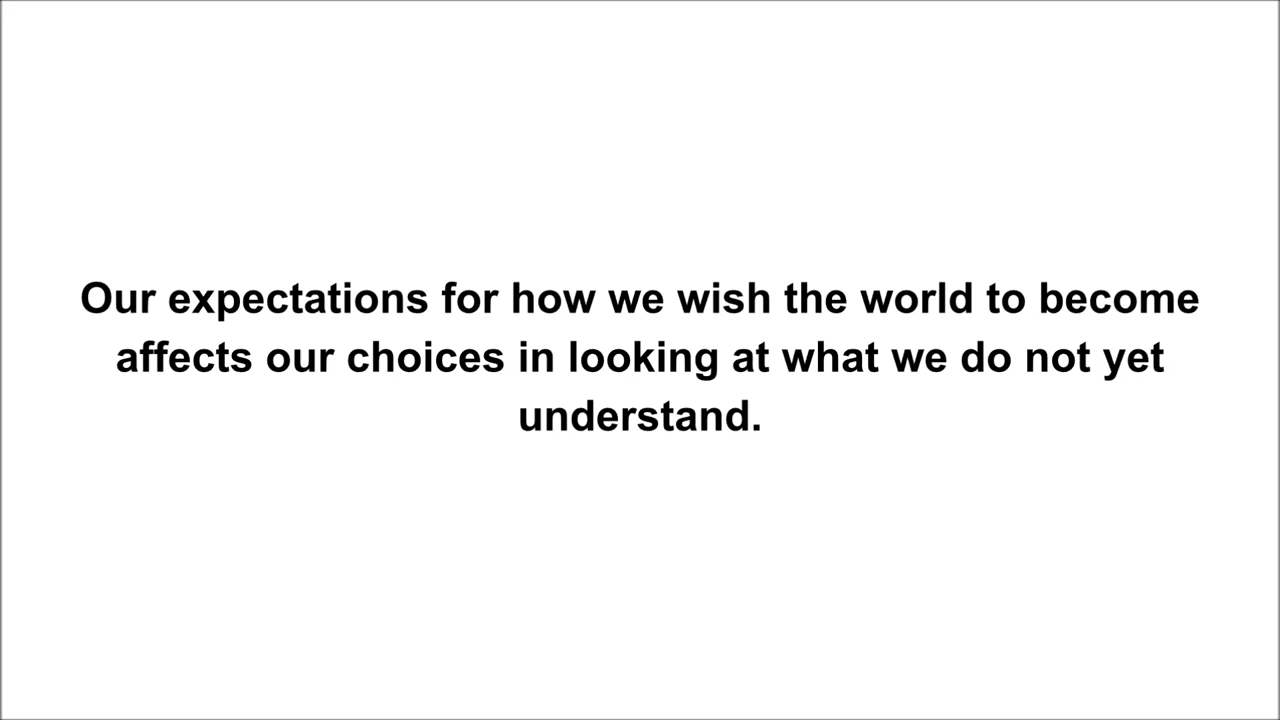 Our expectations for how we wish the world to become
affects our choices in looking at what we do not yet
understand.